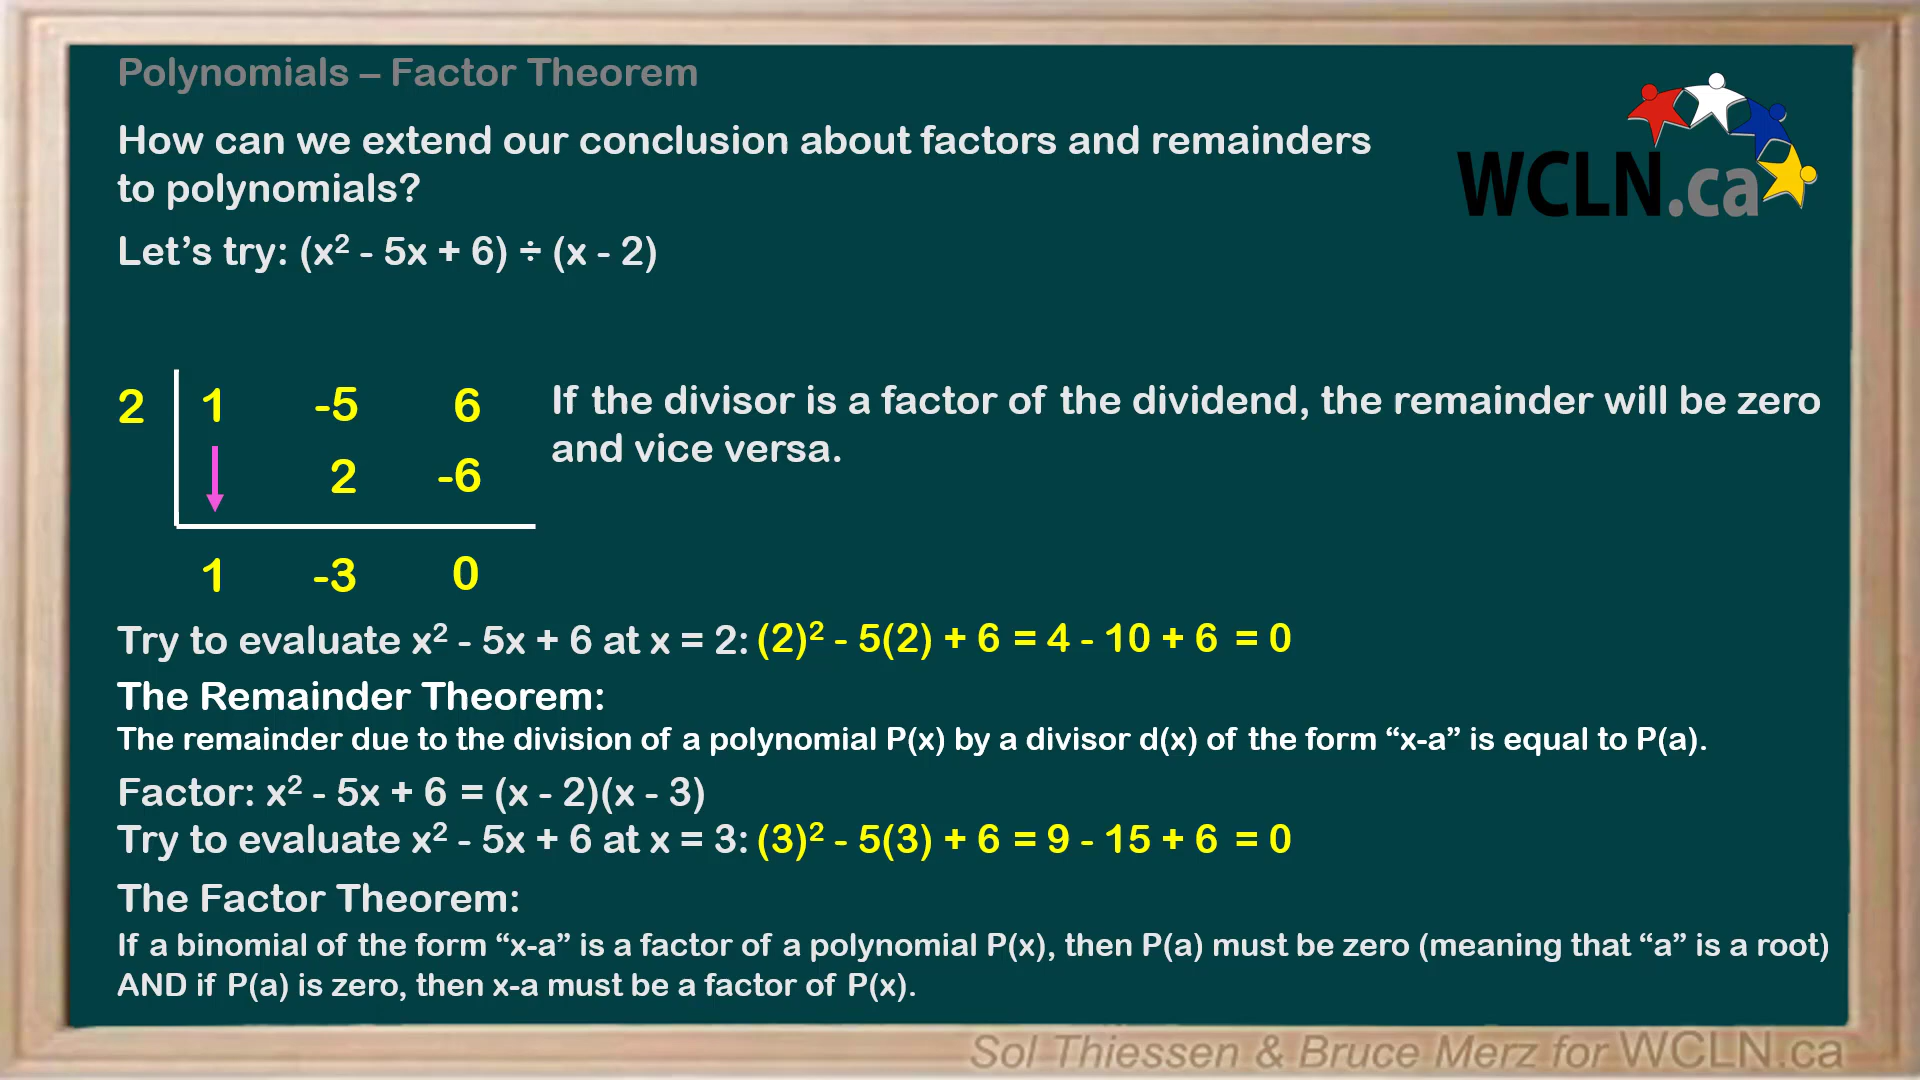 Polynomials – Factor Theorem
How can we extend our conclusion about factors and remainders
to polynomials?
WCLN.ca
Let's try: (x² - 5x + 6) ÷ (x - 2)
2 1 -5 6
2 -6
1 -3 0
If the divisor is a factor of the dividend, the remainder will be zero
and vice versa.
Try to evaluate x² - 5x + 6 at x = 2: (2)² - 5(2) + 6 = 4 - 10 + 6 = 0
The Remainder Theorem:
The remainder due to the division of a polynomial P(x) by a divisor d(x) of the form “x-a” is equal to P(a).
Factor: x² - 5x + 6 = (x - 2)(x - 3)
Try to evaluate x² - 5x + 6 at x = 3: (3)² - 5(3) + 6 = 9 - 15 + 6 = 0
The Factor Theorem:
If a binomial of the form “x-a” is a factor of a polynomial P(x), then P(a) must be zero (meaning that “a” is a root)
AND if P(a) is zero, then x-a must be a factor of P(x).
Sol Thiessen & Bruce Merz for WCLN.ca